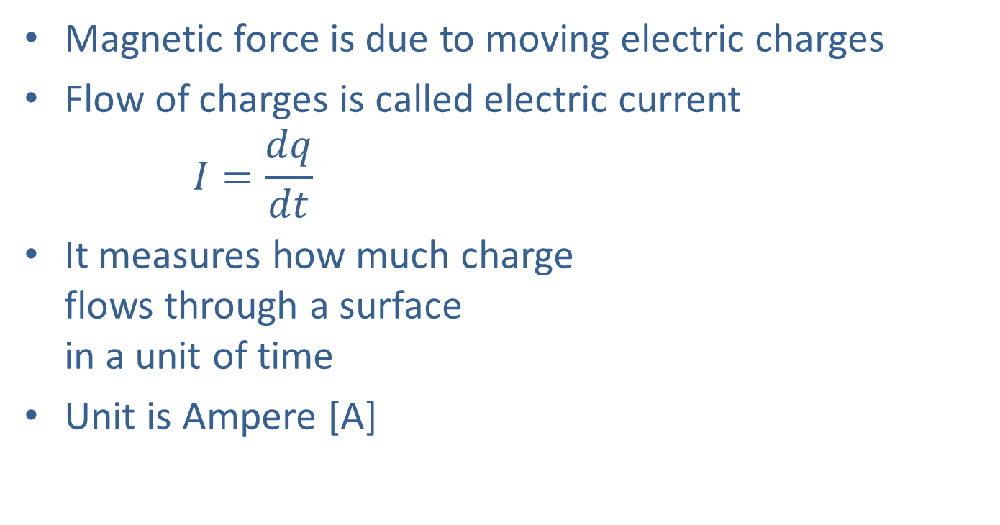 • Magnetic force is due to moving electric charges
• Flow of charges is called electric current
I = dq/dt
• It measures how much charge
flows through a surface
in a unit of time
• Unit is Ampere [A]